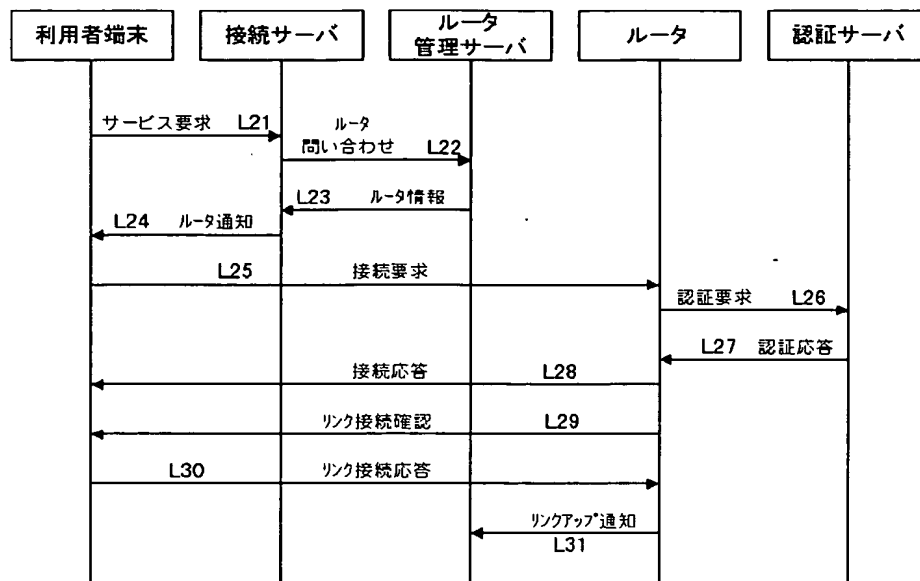 利用者端末
接続サーバ
ルータ
管理サーバ
ルータ
認証サーバ
サービス要求 L21
ルータ
問い合わせ L22
L23 ルータ情報
L24 ルータ通知
L25 接続要求
認証要求 L26
L27 認証応答
接続応答 L28
リンク接続確認 L29
L30 リンク接続応答
リンクアップ通知
L31